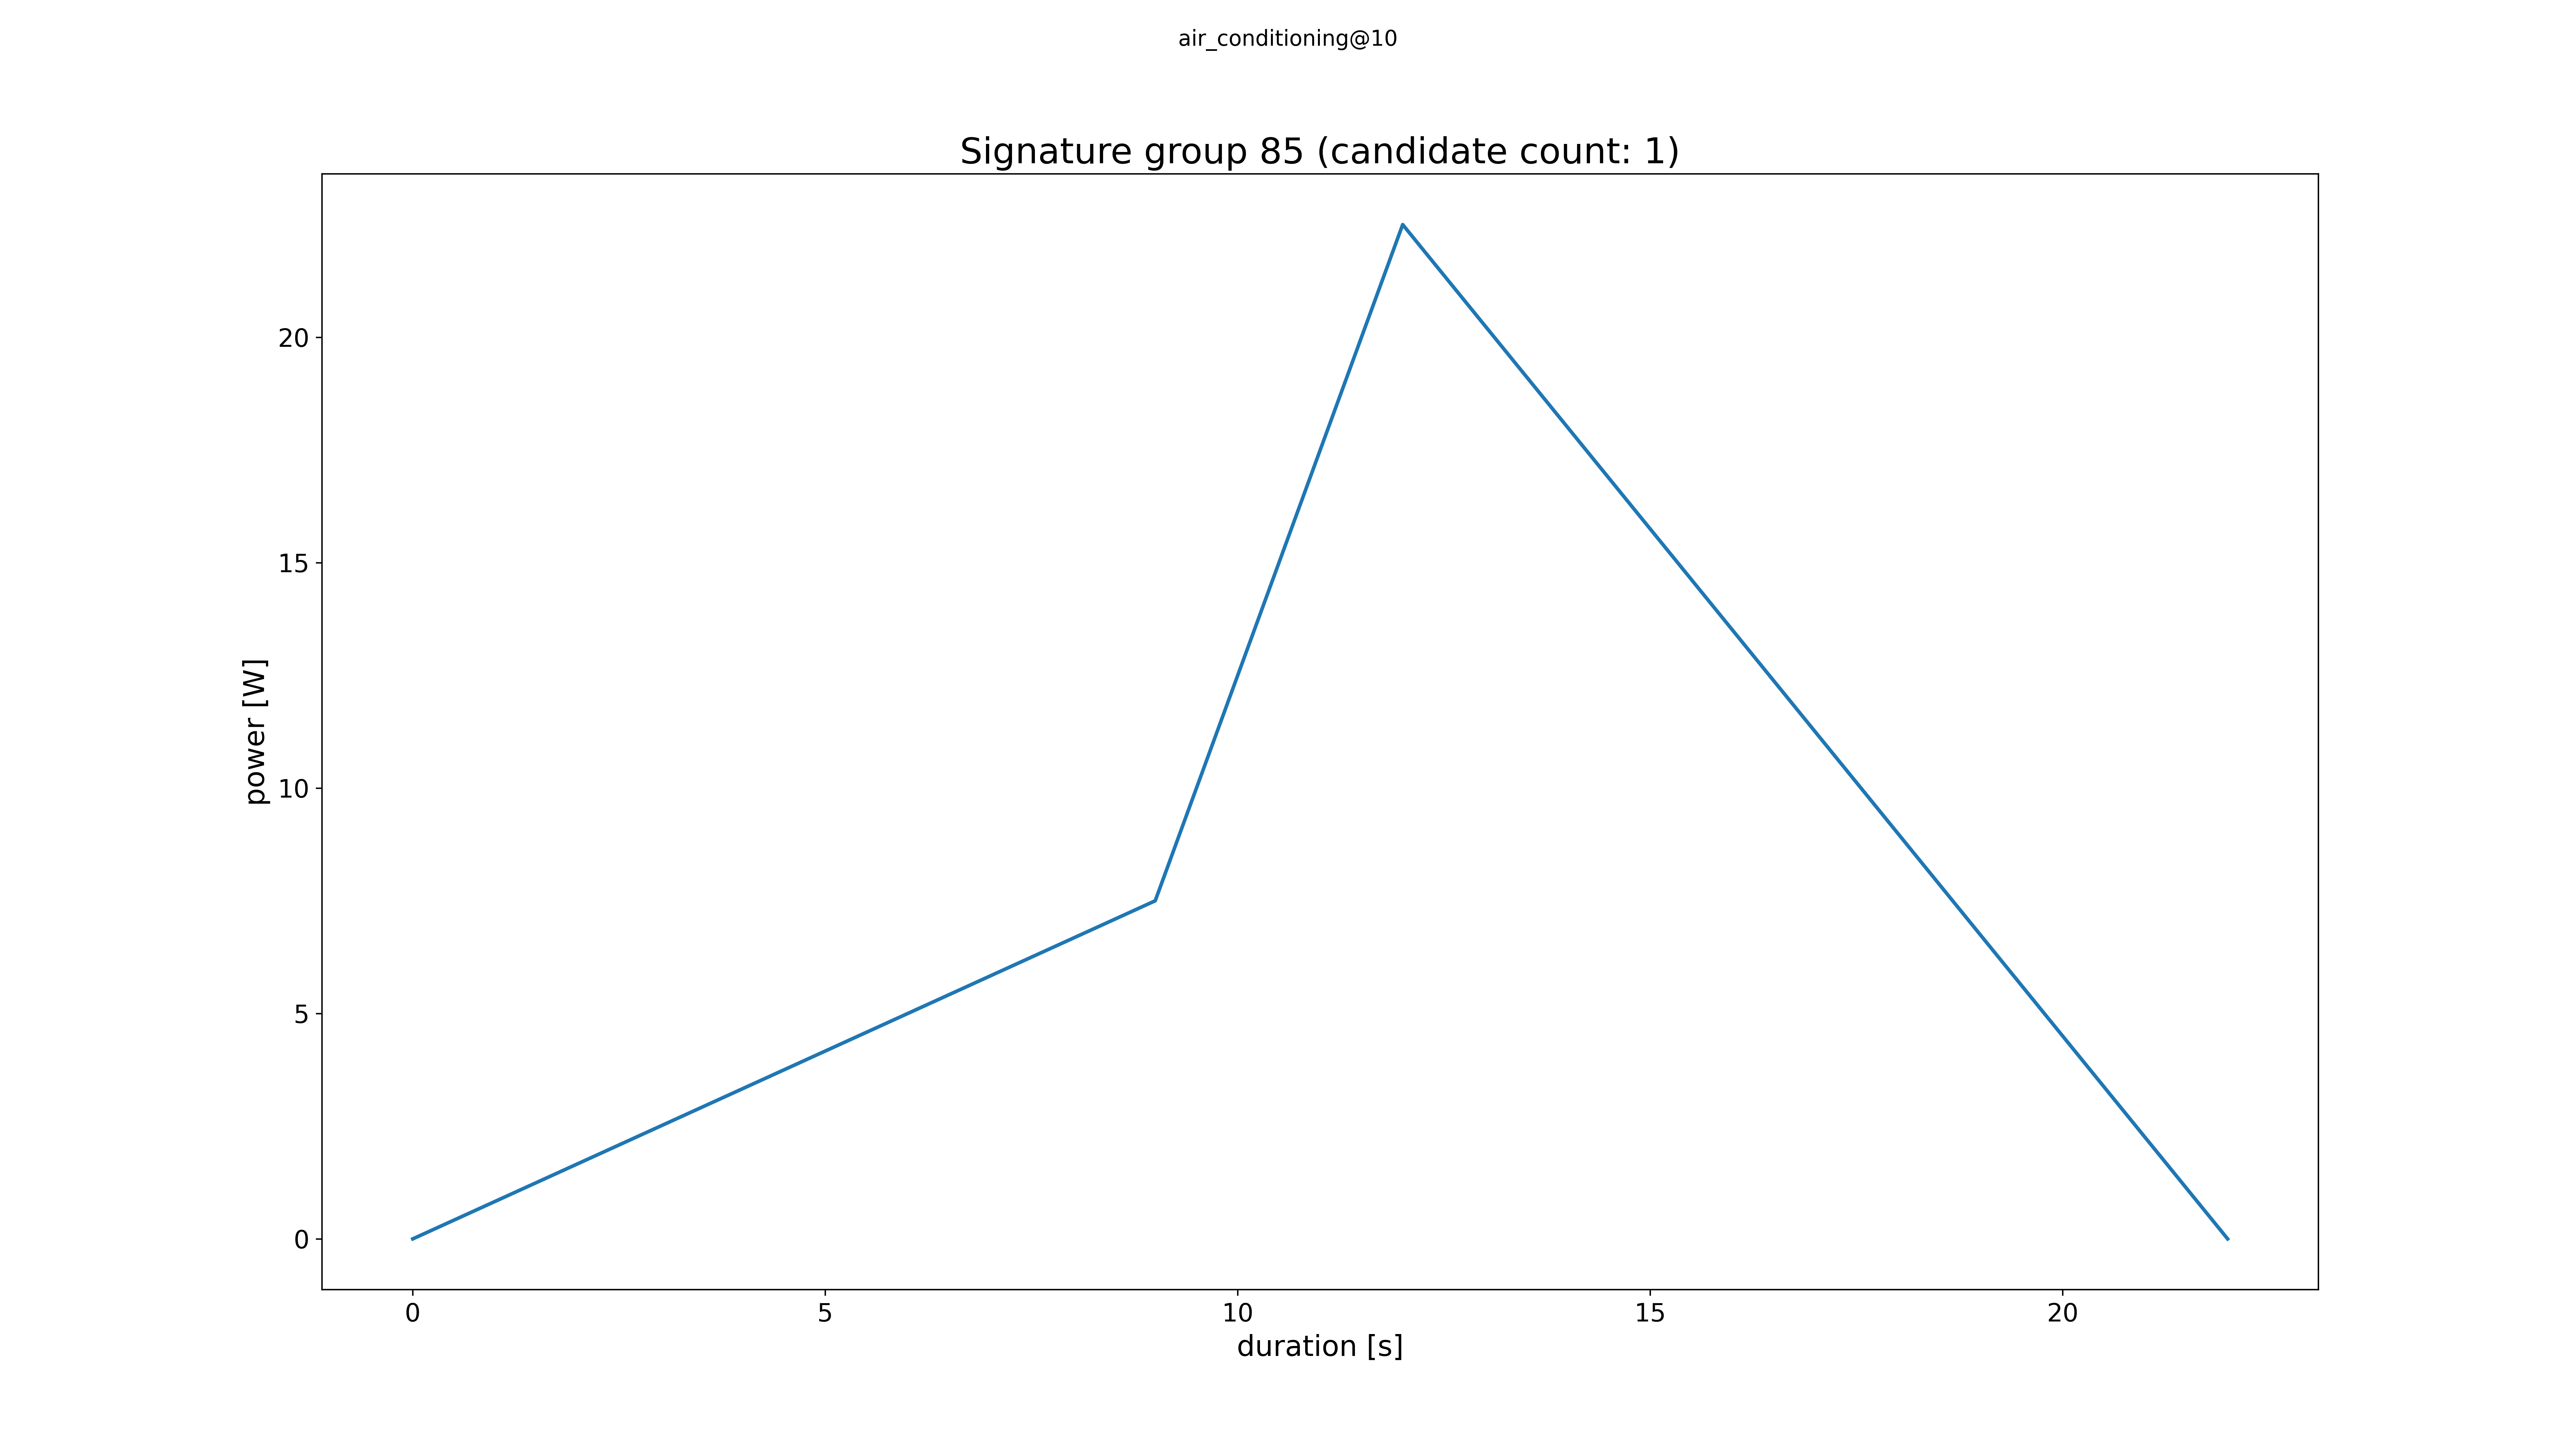 air_conditioning@10
Signature group 85 (candidate count: 1)
power [W]
20
15
10
5
0
0 5 10 15 20
duration [s]